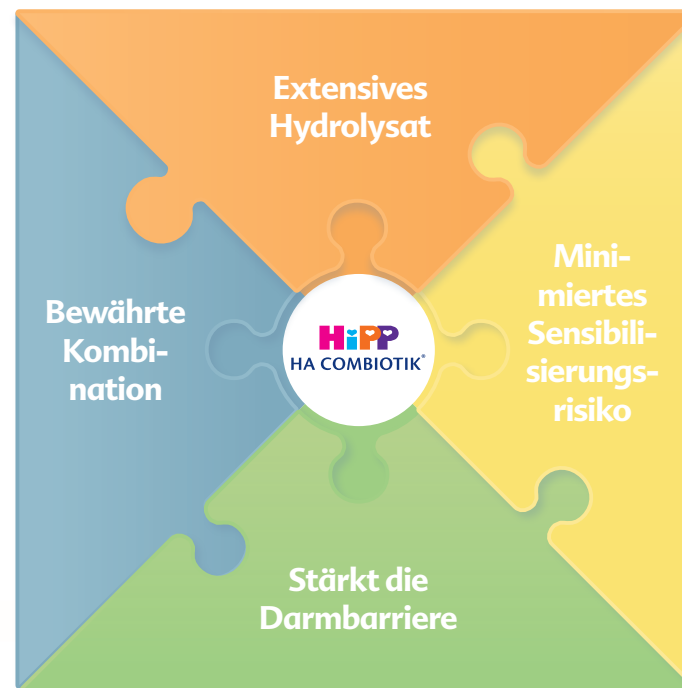 Extensives
Hydrolysat
Mini-
miertes
Sensibili-
sierungs-
risiko
Bewährte
Kombi-
nation
HiPP
HA COMBIOTIK®
Stärkt die
Darmbarriere